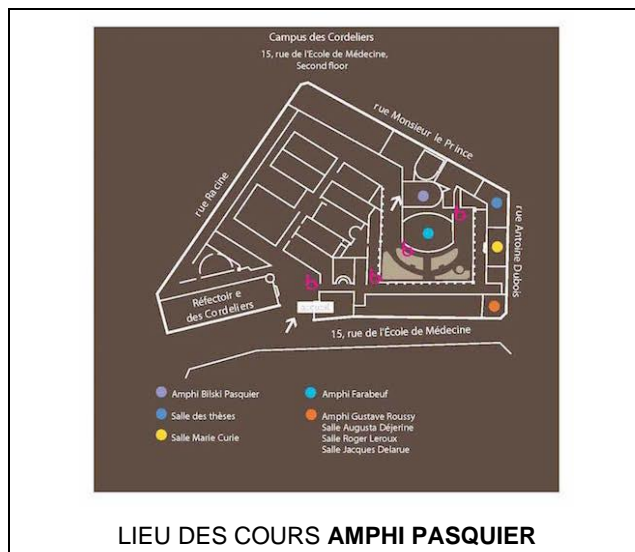 Campus des Cordeliers
15, rue de l'Ecole de Médecine,
Second floor
rue Monsieur le Prince
rue Racine
rue Antoine Dubois
b
b
b
b
Réfectoire
des Cordeliers
15, rue de l'École de Médecine
Amphi Bilski Pasquier
Salle des thèses
Salle Marie Curie
Amphi Farabeuf
Amphi Gustave Roussy
Salle Augusta Déjerine
Salle Roger Leroux
Salle Jacques Delarue
LIEU DES COURS AMPHI PASQUIER